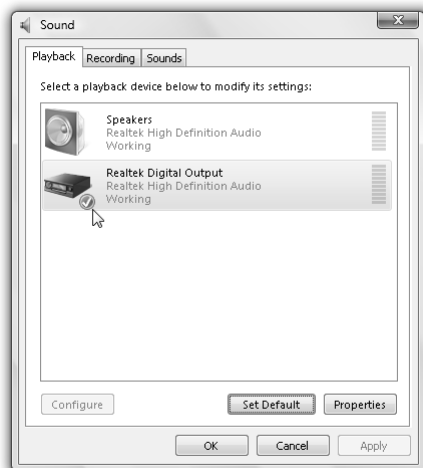 Sound
Playback Recording Sounds
Select a playback device below to modify its settings:
Speakers
Realtek High Definition Audio
Working
Realtek Digital Output
Realtek High Definition Audio
Working
Configure Set Default Properties
OK Cancel Apply